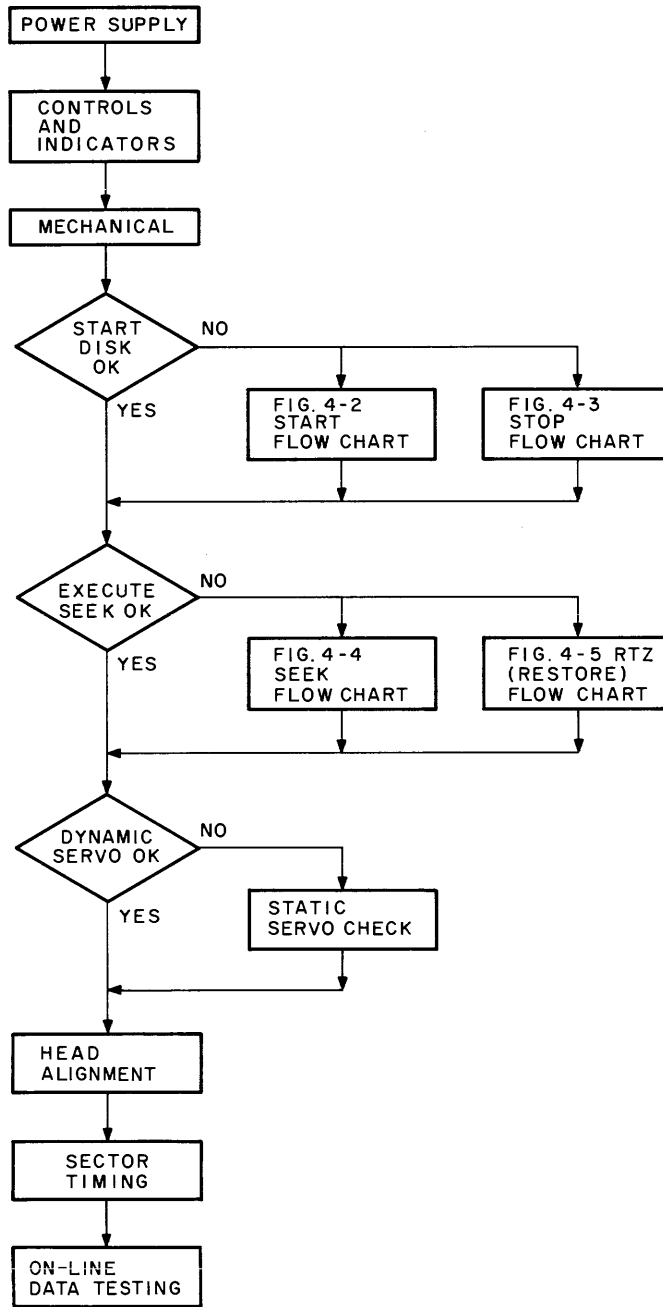 POWER SUPPLY
CONTROLS
AND
INDICATORS
MECHANICAL
START
DISK
OK
NO
YES
FIG. 4-2
START
FLOW CHART
FIG. 4-3
STOP
FLOW CHART
EXECUTE
SEEK OK
NO
YES
FIG. 4-4
SEEK
FLOW CHART
FIG. 4-5 RTZ
(RESTORE)
FLOW CHART
DYNAMIC
SERVO OK
NO
YES
STATIC
SERVO CHECK
HEAD
ALIGNMENT
SECTOR
TIMING
ON-LINE
DATA TESTING